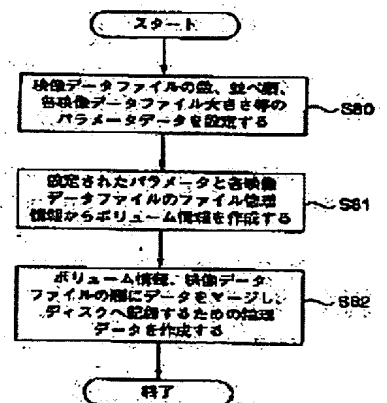 スタート
映像データファイルの数、並べ順、
各映像データファイル大きさ等の
パラメータデータを設定する
S80
設定されたパラメータと各映像
データファイルのファイル管理
情報からボリューム情報を作成する
S81
ボリューム情報、映像データ
ファイルの順にデータをマージし、
ディスクへ記録するための論理
データを作成する
S82
終了